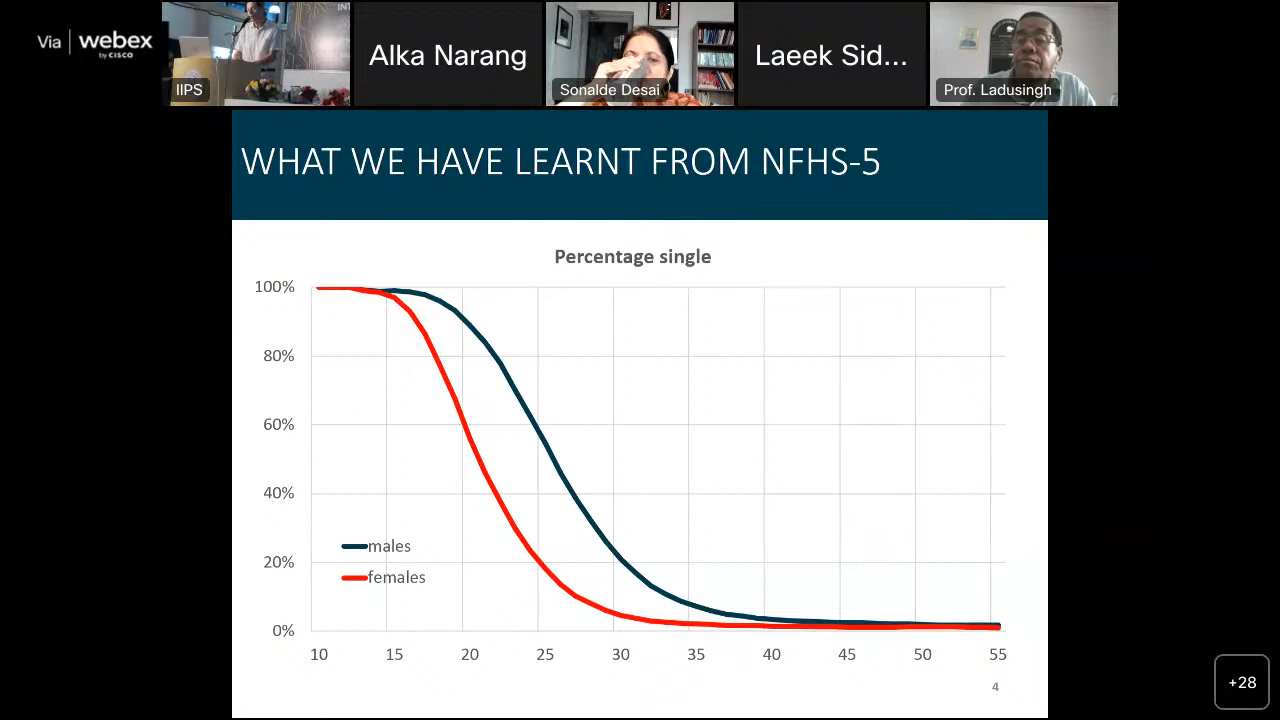 Via webex
by CISCO
IIPS
Alka Narang
Sonalde Desai
Laeek Sid...
Prof. Ladusingh
WHAT WE HAVE LEARNT FROM NFHS-5
Percentage single
100%
80%
60%
40%
20%
0%
males
females
10 15 20 25 30 35 40 45 50 55
4
+28